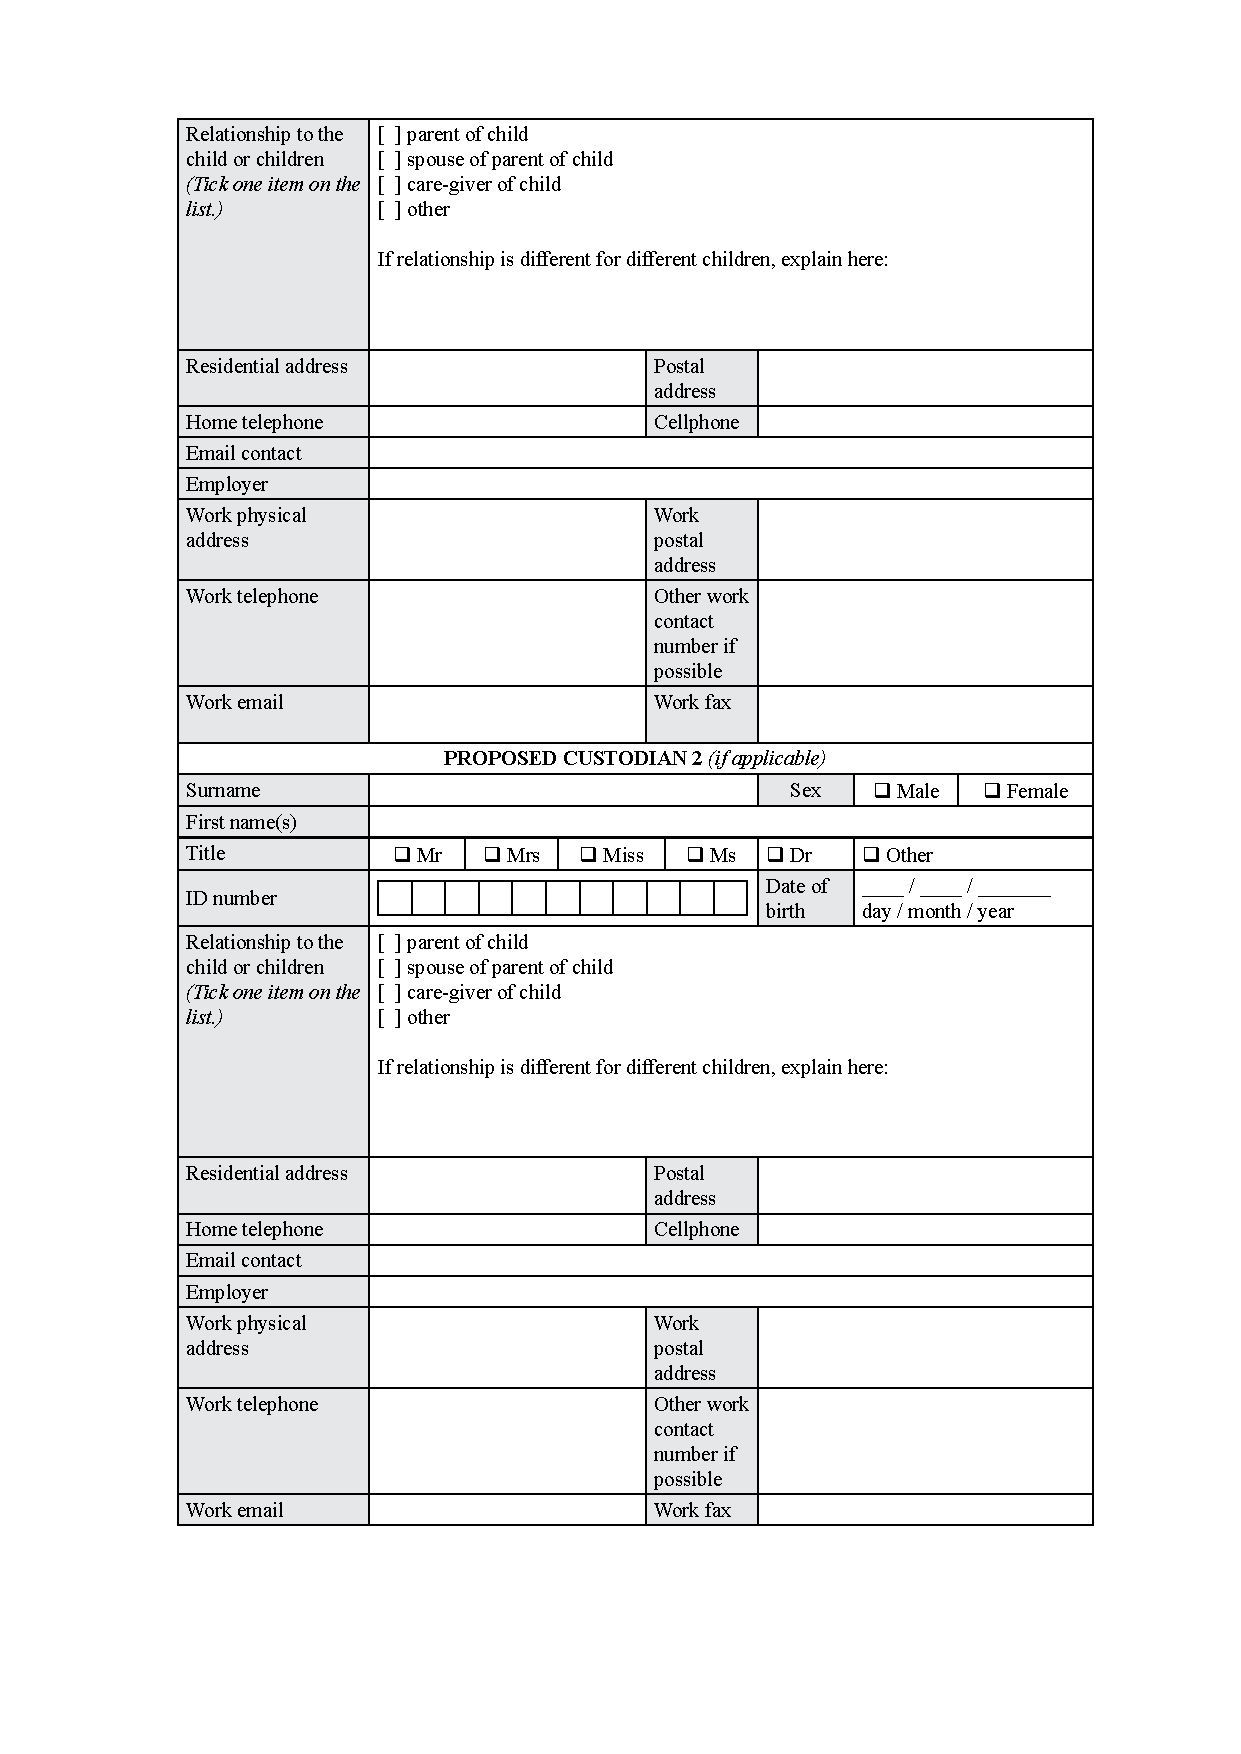 Relationship to the
child or children
(Tick one item on the
list.)
[ ] parent of child
[ ] spouse of parent of child
[ ] care-giver of child
[ ] other
If relationship is different for different children, explain here:
Residential address
Postal
address
Home telephone
Cellphone
Email contact
Employer
Work physical
address
Work
postal
address
Work telephone
Other work
contact
number if
possible
Work email
Work fax
PROPOSED CUSTODIAN 2 (if applicable)
Surname
Sex
❑ Male
❑ Female
First name(s)
Title
❑ Mr
❑ Mrs
❑ Miss
❑ Ms
❑ Dr
❑ Other
ID number
Date of
birth
____ / ____ / _______
day / month / year
Relationship to the
child or children
(Tick one item on the
list.)
[ ] parent of child
[ ] spouse of parent of child
[ ] care-giver of child
[ ] other
If relationship is different for different children, explain here:
Residential address
Postal
address
Home telephone
Cellphone
Email contact
Employer
Work physical
address
Work
postal
address
Work telephone
Other work
contact
number if
possible
Work email
Work fax